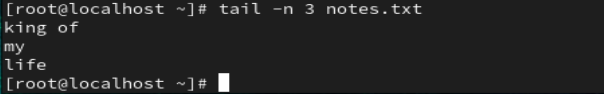 [root@localhost ~]# tail -n 3 notes.txt
king of
my
life
[root@localhost ~]#